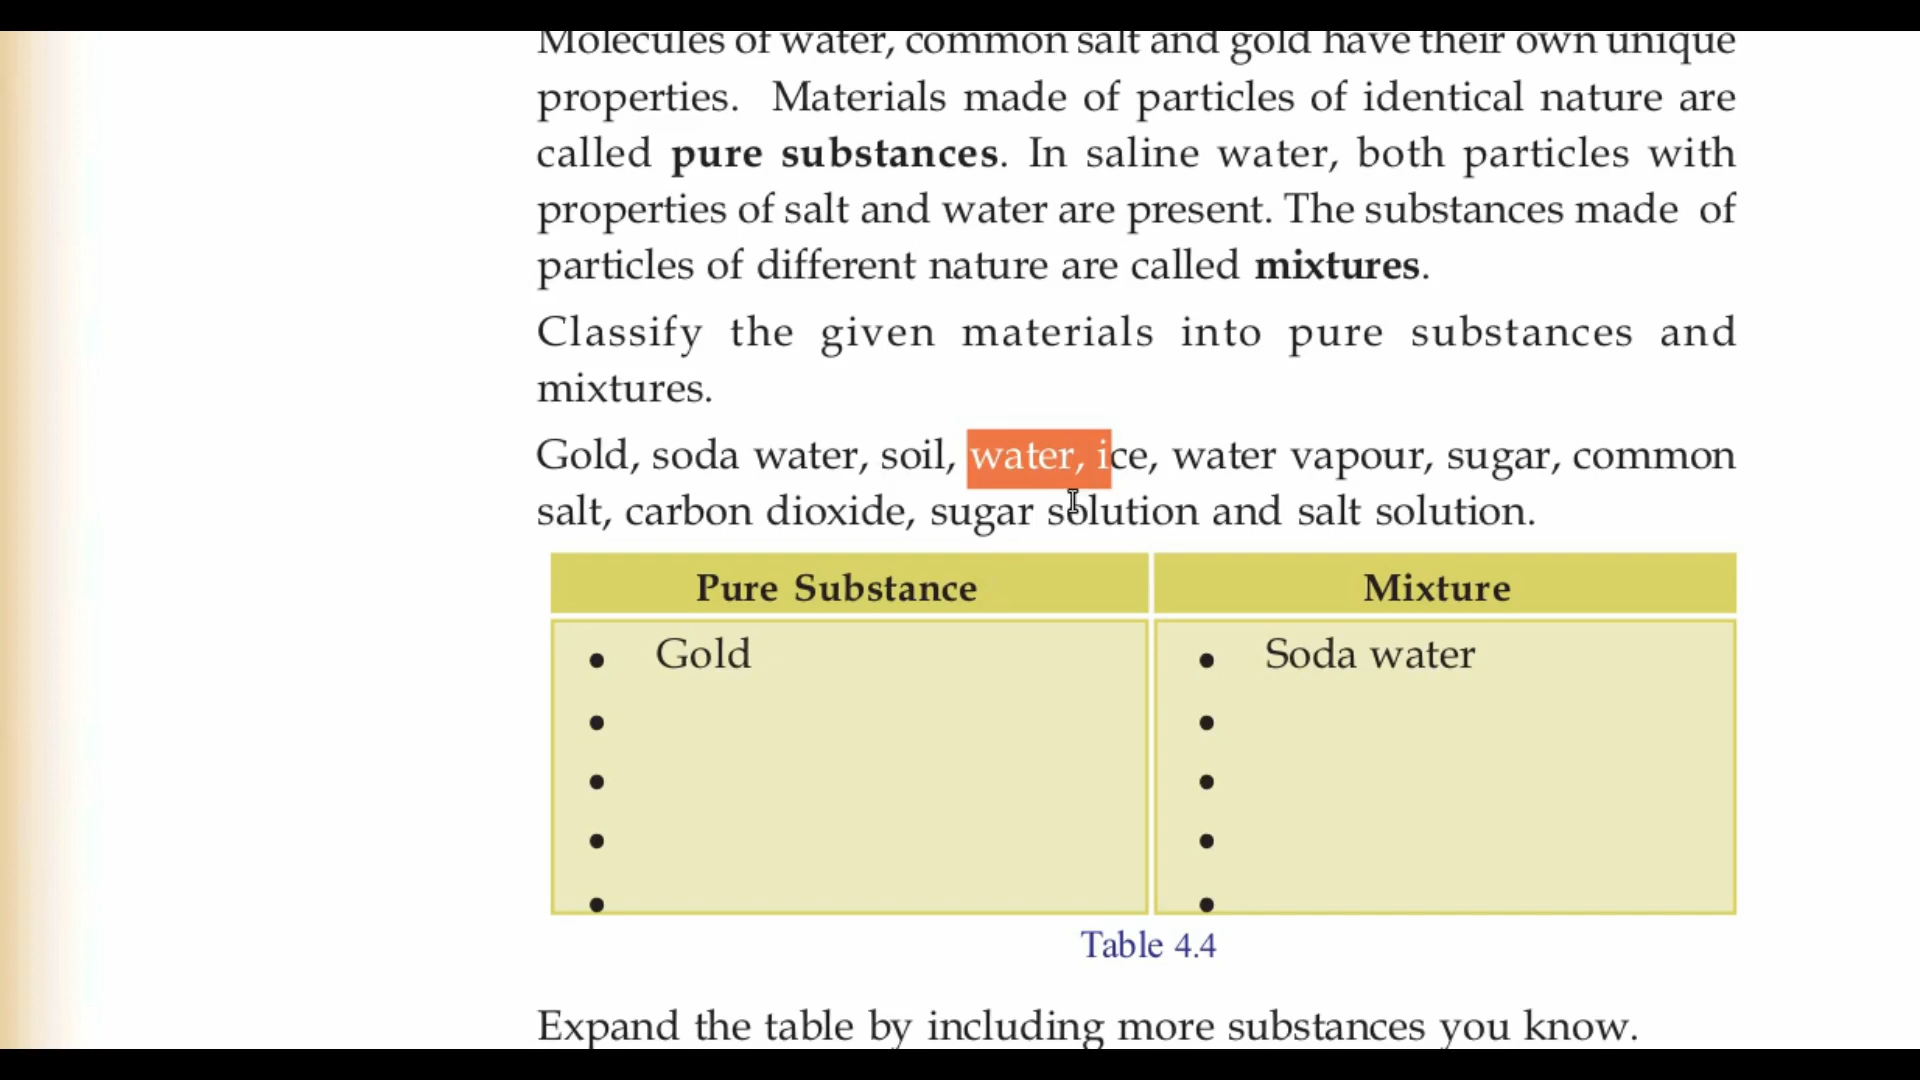 Molecules of water, common salt and gold have their own unique
properties. Materials made of particles of identical nature are
called pure substances. In saline water, both particles with
properties of salt and water are present. The substances made of
particles of different nature are called mixtures.
Classify the given materials into pure substances and
mixtures.
Gold, soda water, soil, water, ice, water vapour, sugar, common
salt, carbon dioxide, sugar solution and salt solution.
Pure Substance Mixture
• Gold • Soda water
• •
• •
• •
• •
Table 4.4
Expand the table by including more substances you know.